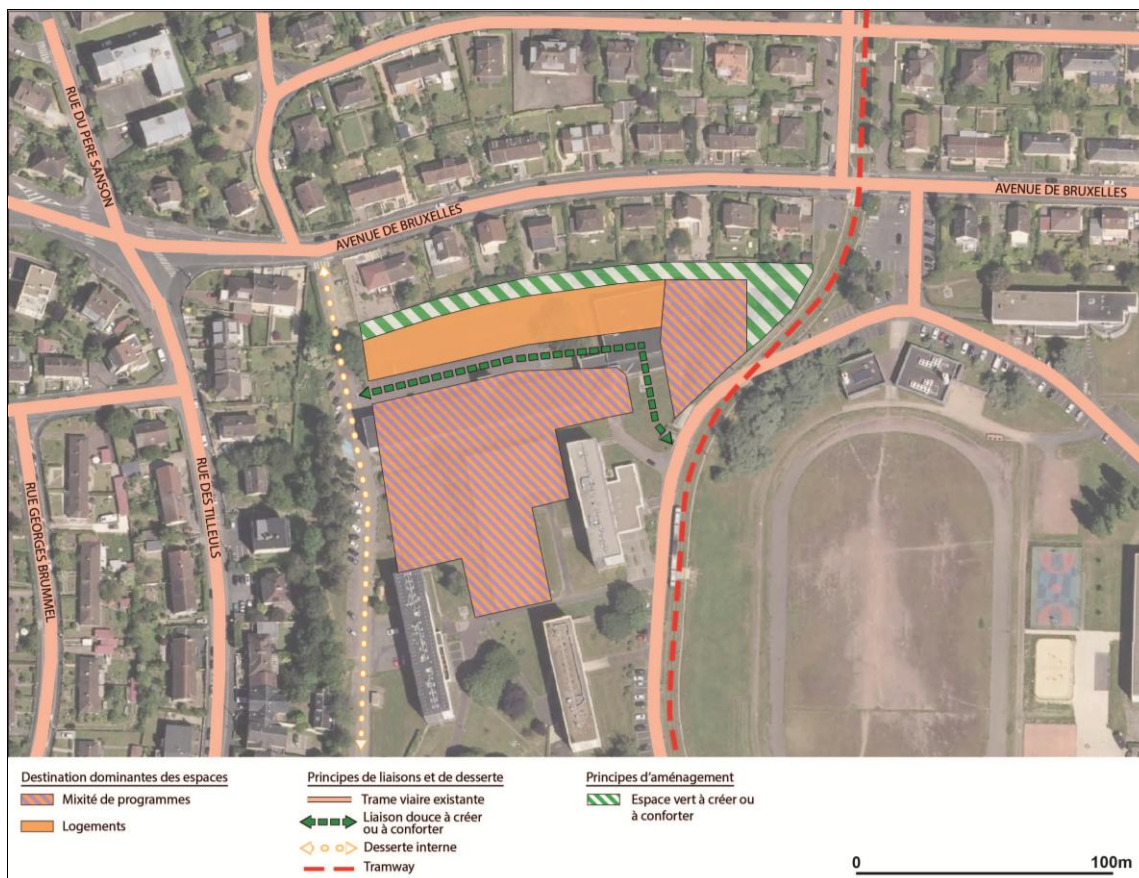 RUE DU PERE SANSON
AVENUE DE BRUXELLES
AVENUE DE BRUXELLES
RUE DES TILLEULS
RUE GEORGES BRUMMEL
Destination dominantes des espaces
Mixité de programmes
Logements
Principes de liaisons et de desserte
Trame viaire existante
Liaison douce à créer
ou à conforter
Desserte interne
Tramway
Principes d'aménagement
Espace vert à créer ou
à conforter
0 100m